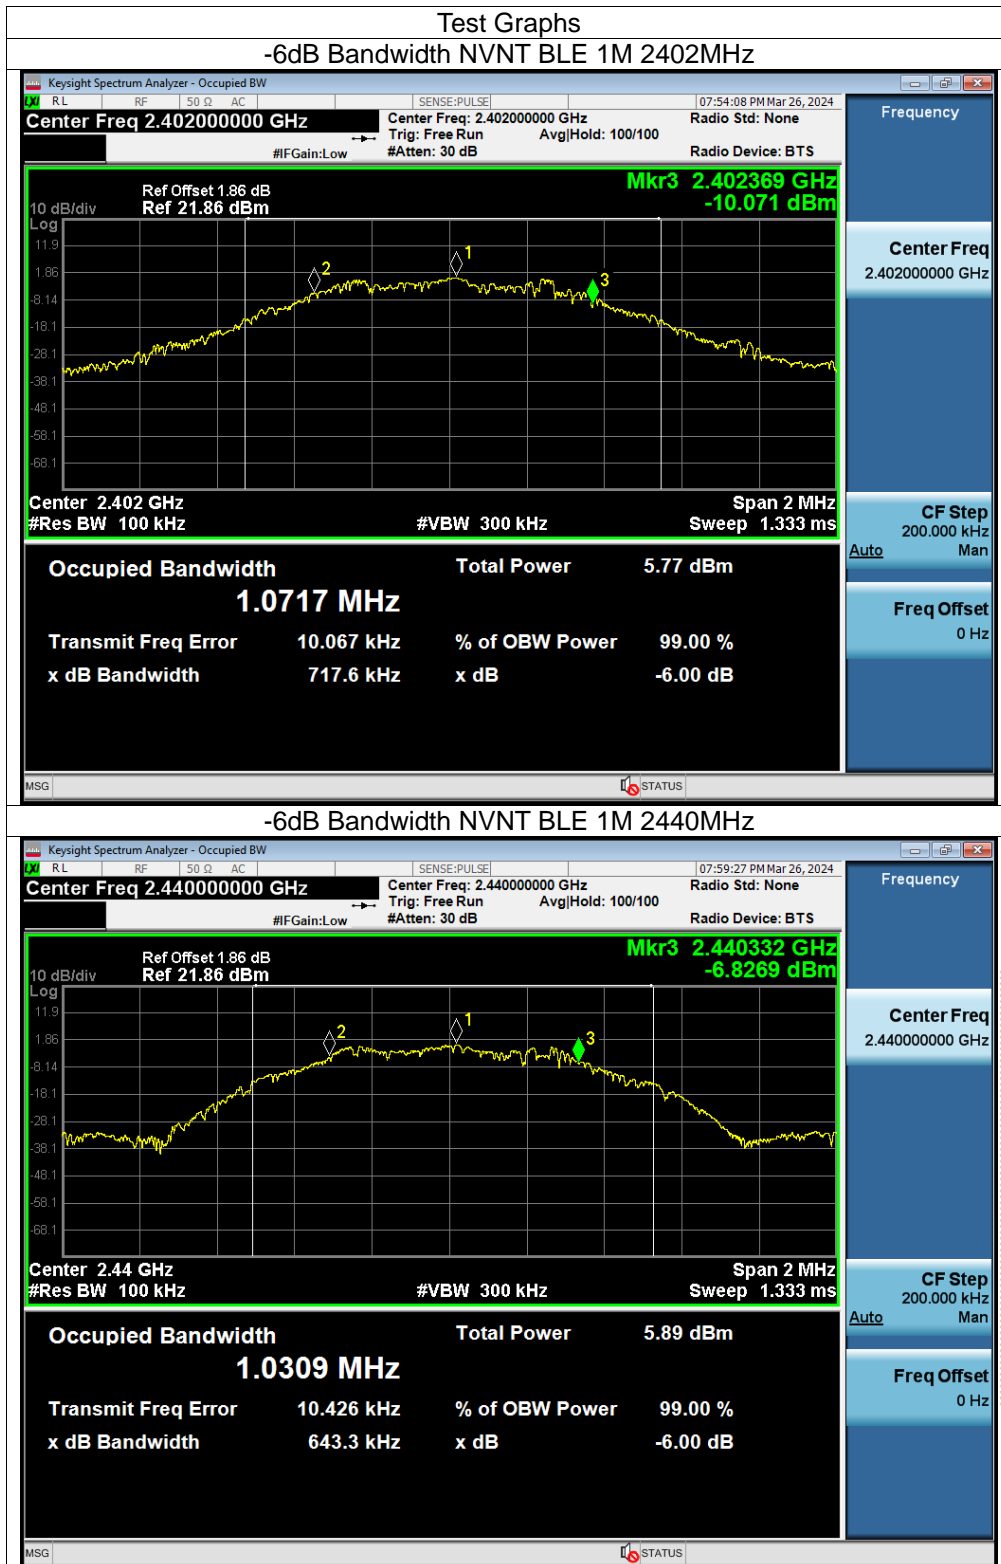 Test Graphs
-6dB Bandwidth NVNT BLE 1M 2402MHz
Keysight Spectrum Analyzer - Occupied BW
LXI RL RF 50 Ω AC SENSE:PULSE 07:54:08 PM Mar 26, 2024
Center Freq 2.402000000 GHz Center Freq: 2.402000000 GHz Radio Std: None Frequency
Trig: Free Run Avg|Hold: 100/100
#IFGain:Low #Atten: 30 dB Radio Device: BTS
Mkr3 2.402369 GHz
Ref Offset 1.86 dB
10 dB/div Ref 21.86 dBm -10.071 dBm
Log
11.9
1.86
-8.14
-18.1
-28.1
-38.1
-48.1
-58.1
-68.1
1
2
3
Center Freq
2.402000000 GHz
Center 2.402 GHz Span 2 MHz
#Res BW 100 kHz #VBW 300 kHz Sweep 1.333 ms
CF Step
200.000 kHz
Auto Man
Occupied Bandwidth Total Power 5.77 dBm
1.0717 MHz
Freq Offset
0 Hz
Transmit Freq Error 10.067 kHz % of OBW Power 99.00 %
x dB Bandwidth 717.6 kHz x dB -6.00 dB
MSG STATUS
-6dB Bandwidth NVNT BLE 1M 2440MHz
Keysight Spectrum Analyzer - Occupied BW
LXI RL RF 50 Ω AC SENSE:PULSE 07:59:27 PM Mar 26, 2024
Center Freq 2.440000000 GHz Center Freq: 2.440000000 GHz Radio Std: None Frequency
Trig: Free Run Avg|Hold: 100/100
#IFGain:Low #Atten: 30 dB Radio Device: BTS
Mkr3 2.440332 GHz
Ref Offset 1.86 dB
10 dB/div Ref 21.86 dBm -6.8269 dBm
Log
11.9
1.86
-8.14
-18.1
-28.1
-38.1
-48.1
-58.1
-68.1
1
2
3
Center Freq
2.440000000 GHz
Center 2.44 GHz Span 2 MHz
#Res BW 100 kHz #VBW 300 kHz Sweep 1.333 ms
CF Step
200.000 kHz
Auto Man
Occupied Bandwidth Total Power 5.89 dBm
1.0309 MHz
Freq Offset
0 Hz
Transmit Freq Error 10.426 kHz % of OBW Power 99.00 %
x dB Bandwidth 643.3 kHz x dB -6.00 dB
MSG STATUS